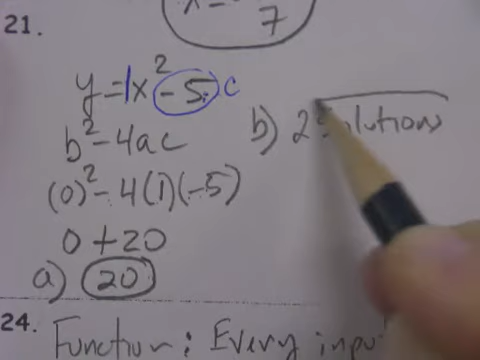 7
21.
y=1x²-5 c
b²-4ac
b) 2 solutions
(0)²-4(1)(-5)
0+20
a) 20
24. Function: Every input